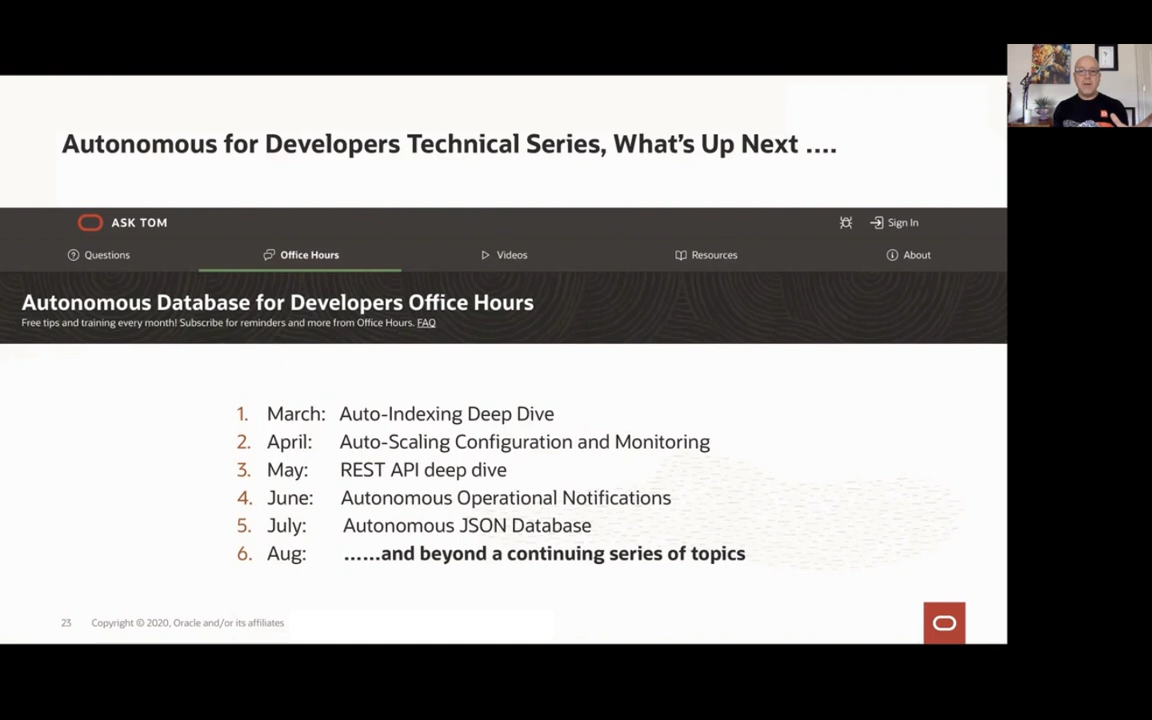 Autonomous for Developers Technical Series, What's Up Next ....
ASK TOM
Sign In
Questions
Office Hours
Videos
Resources
About
Autonomous Database for Developers Office Hours
Free tips and training every month! Subscribe for reminders and more from Office Hours. FAQ
1. March: Auto-Indexing Deep Dive
2. April: Auto-Scaling Configuration and Monitoring
3. May: REST API deep dive
4. June: Autonomous Operational Notifications
5. July: Autonomous JSON Database
6. Aug: ......and beyond a continuing series of topics
23 Copyright © 2020, Oracle and/or its affiliates